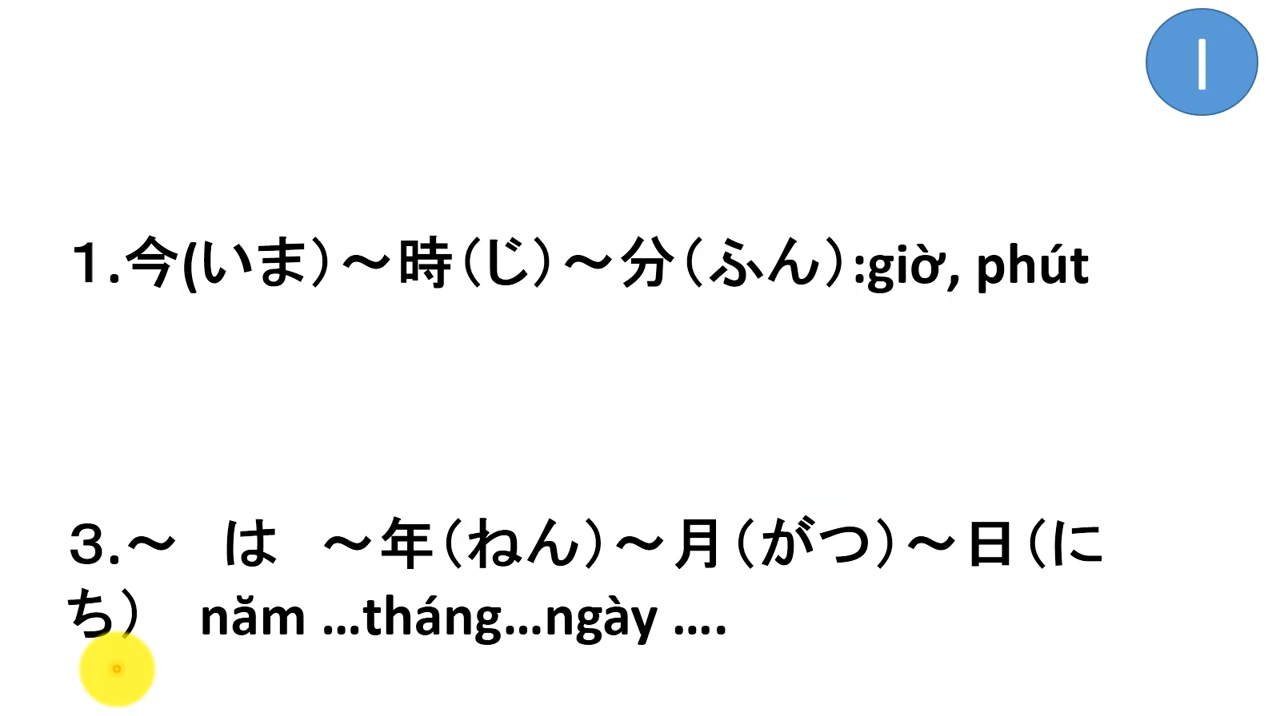 I
１.今(いま）～時（じ）～分（ふん）:giờ, phút
３.～　は　～年（ねん）～月（がつ）～日（に
ち）　năm ...tháng...ngày ....